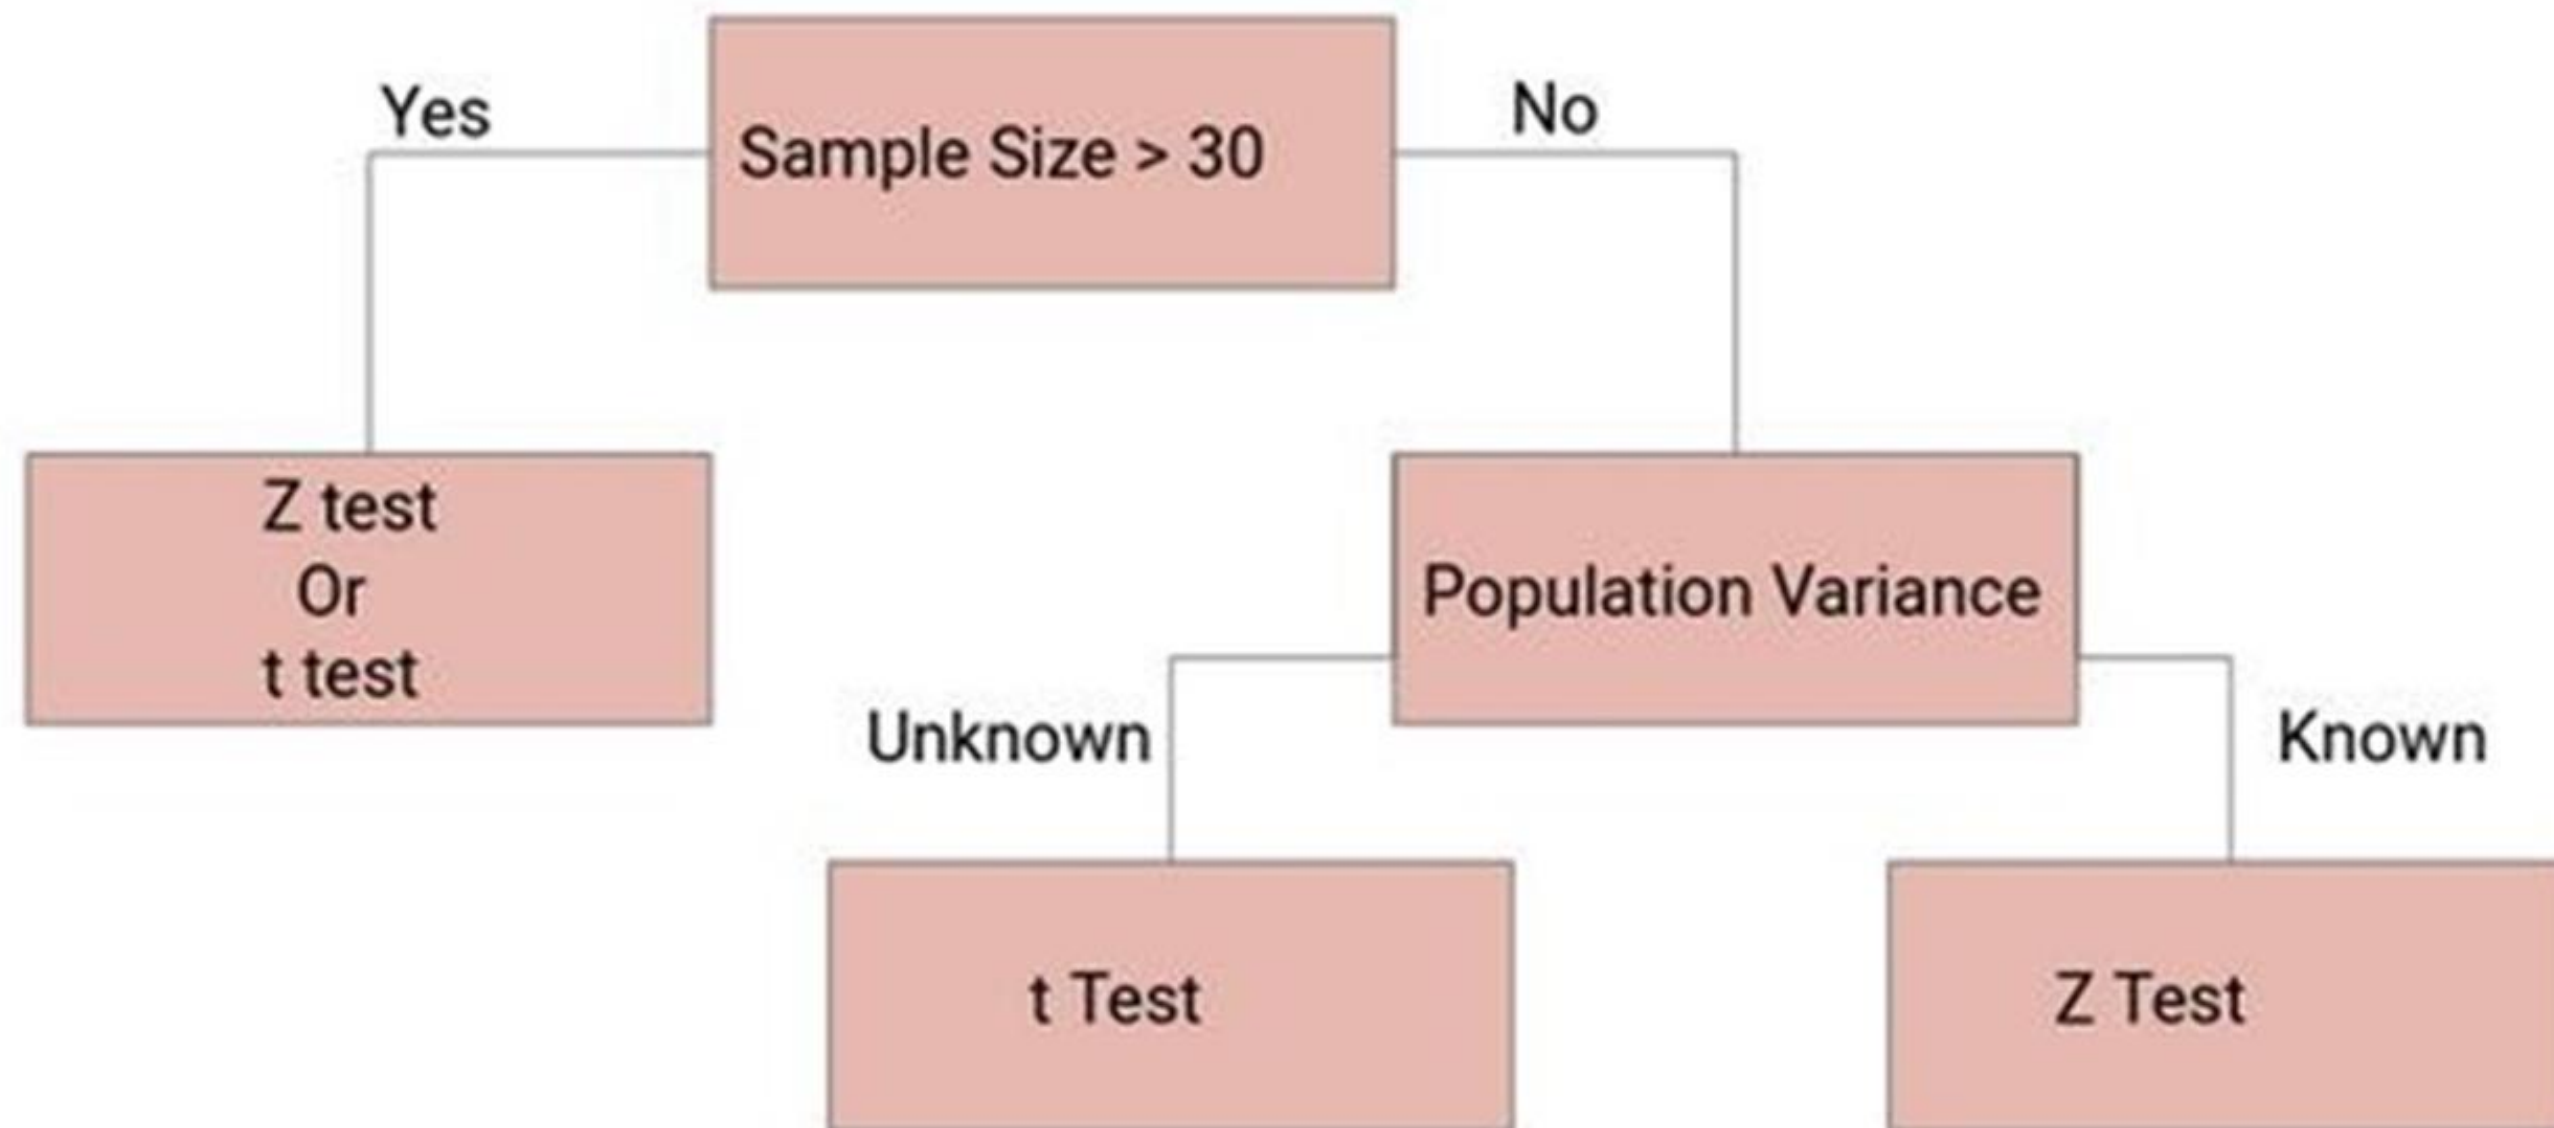 Yes
Sample Size > 30
No
Z test
Or
t test
Population Variance
Unknown
Known
t Test
Z Test